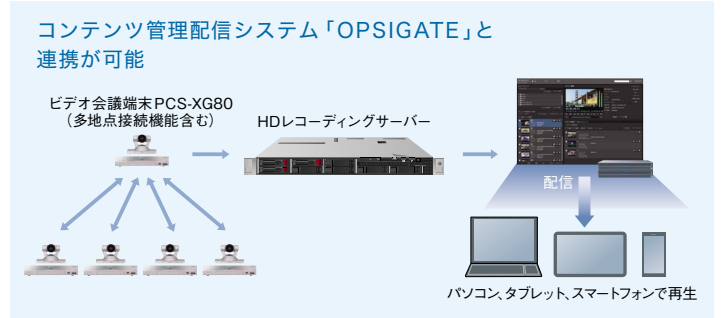 コンテンツ管理配信システム「OPSIGATE」と
連携が可能
ビデオ会議端末PCS-XG80
（多地点接続機能含む）
HDレコーディングサーバー
配信
パソコン、タブレット、スマートフォンで再生